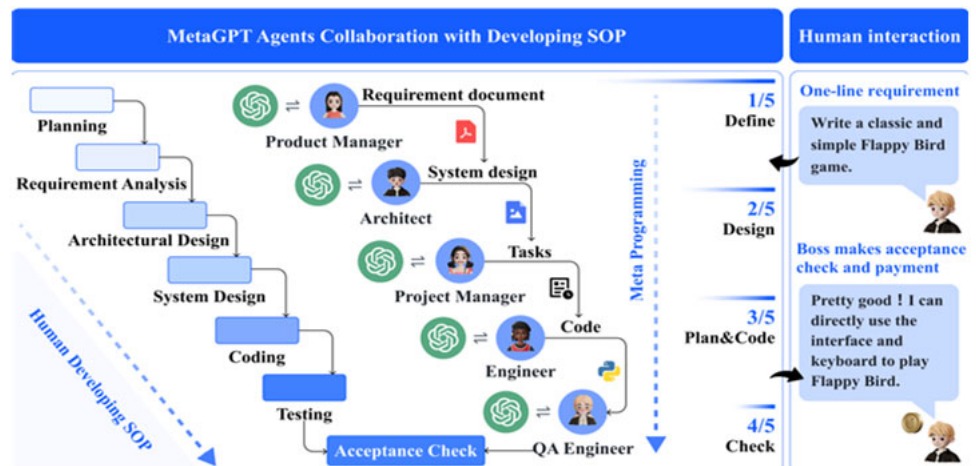 MetaGPT Agents Collaboration with Developing SOP
Human interaction
Planning
Requirement Analysis
Architectural Design
System Design
Coding
Testing
Human Developing SOP
Requirement document
Product Manager
System design
Architect
Tasks
Project Manager
Code
Engineer
QA Engineer
Acceptance Check
Meta Programming
1/5
Define
2/5
Design
3/5
Plan&Code
4/5
Check
One-line requirement
Write a classic and
simple Flappy Bird
game.
Boss makes acceptance
check and payment
Pretty good ! I can
directly use the
interface and
keyboard to play
Flappy Bird.